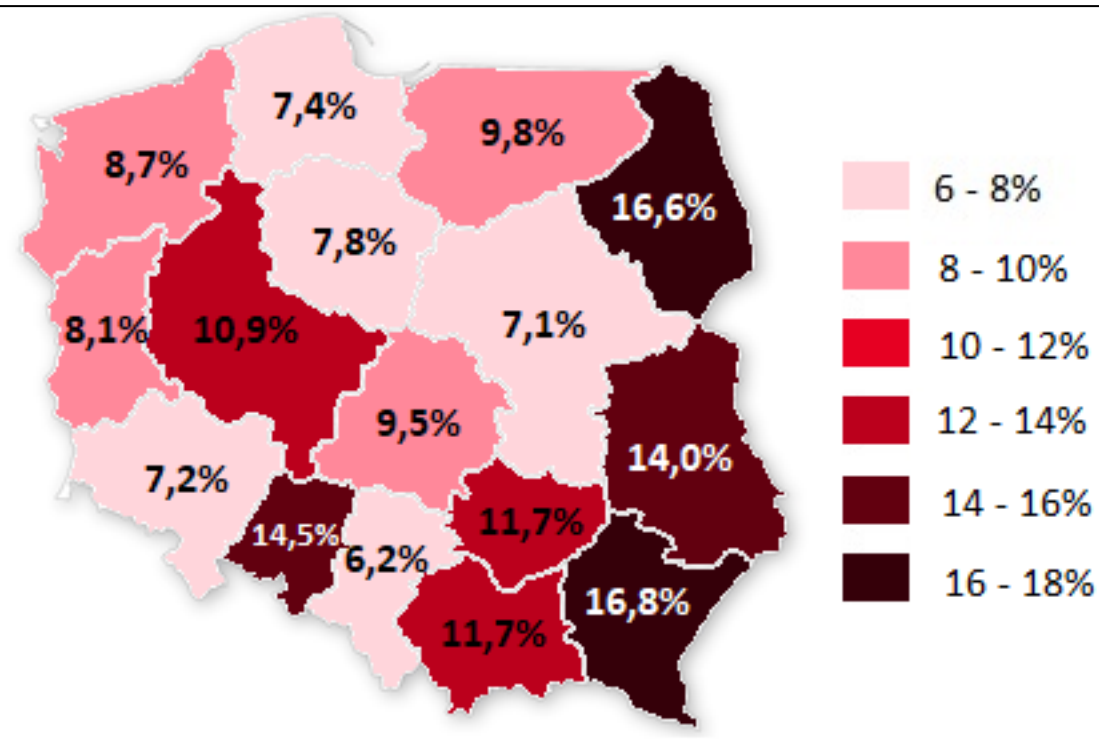 7,4%
9,8%
8,7%
16,6%
7,8%
7,1%
8,1%
10,9%
9,5%
14,0%
7,2%
11,7%
14,5%
6,2%
16,8%
11,7%
6 - 8%
8 - 10%
10 - 12%
12 - 14%
14 - 16%
16 - 18%